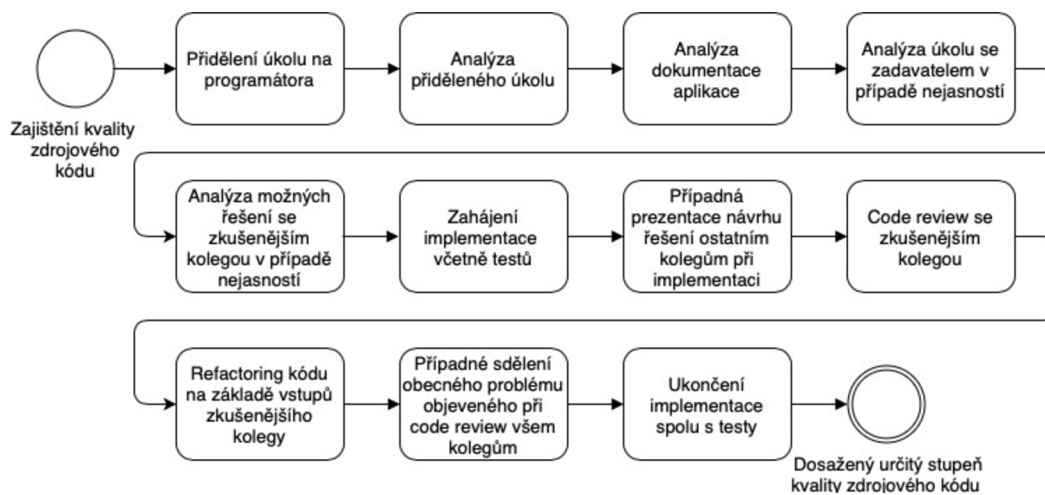 Zajištění kvality
zdrojového
kódu
Přidělení úkolu na
programátora
Analýza
přiděleného úkolu
Analýza
dokumentace
aplikace
Analýza úkolu se
zadavatelem v
případě nejasností
Analýza možných
řešení se
zkušenějším
kolegou v případě
nejasností
Zahájení
implementace
včetně testů
Případná
prezentace návrhu
řešení ostatním
kolegům při
implementaci
Code review se
zkušenějším
kolegou
Refactoring kódu
na základě vstupů
zkušenějšího
kolegy
Případné sdělení
obecného problému
objeveného při
code review všem
kolegům
Ukončení
implementace
spolu s testy
Dosažený určitý stupeň
kvality zdrojového kódu